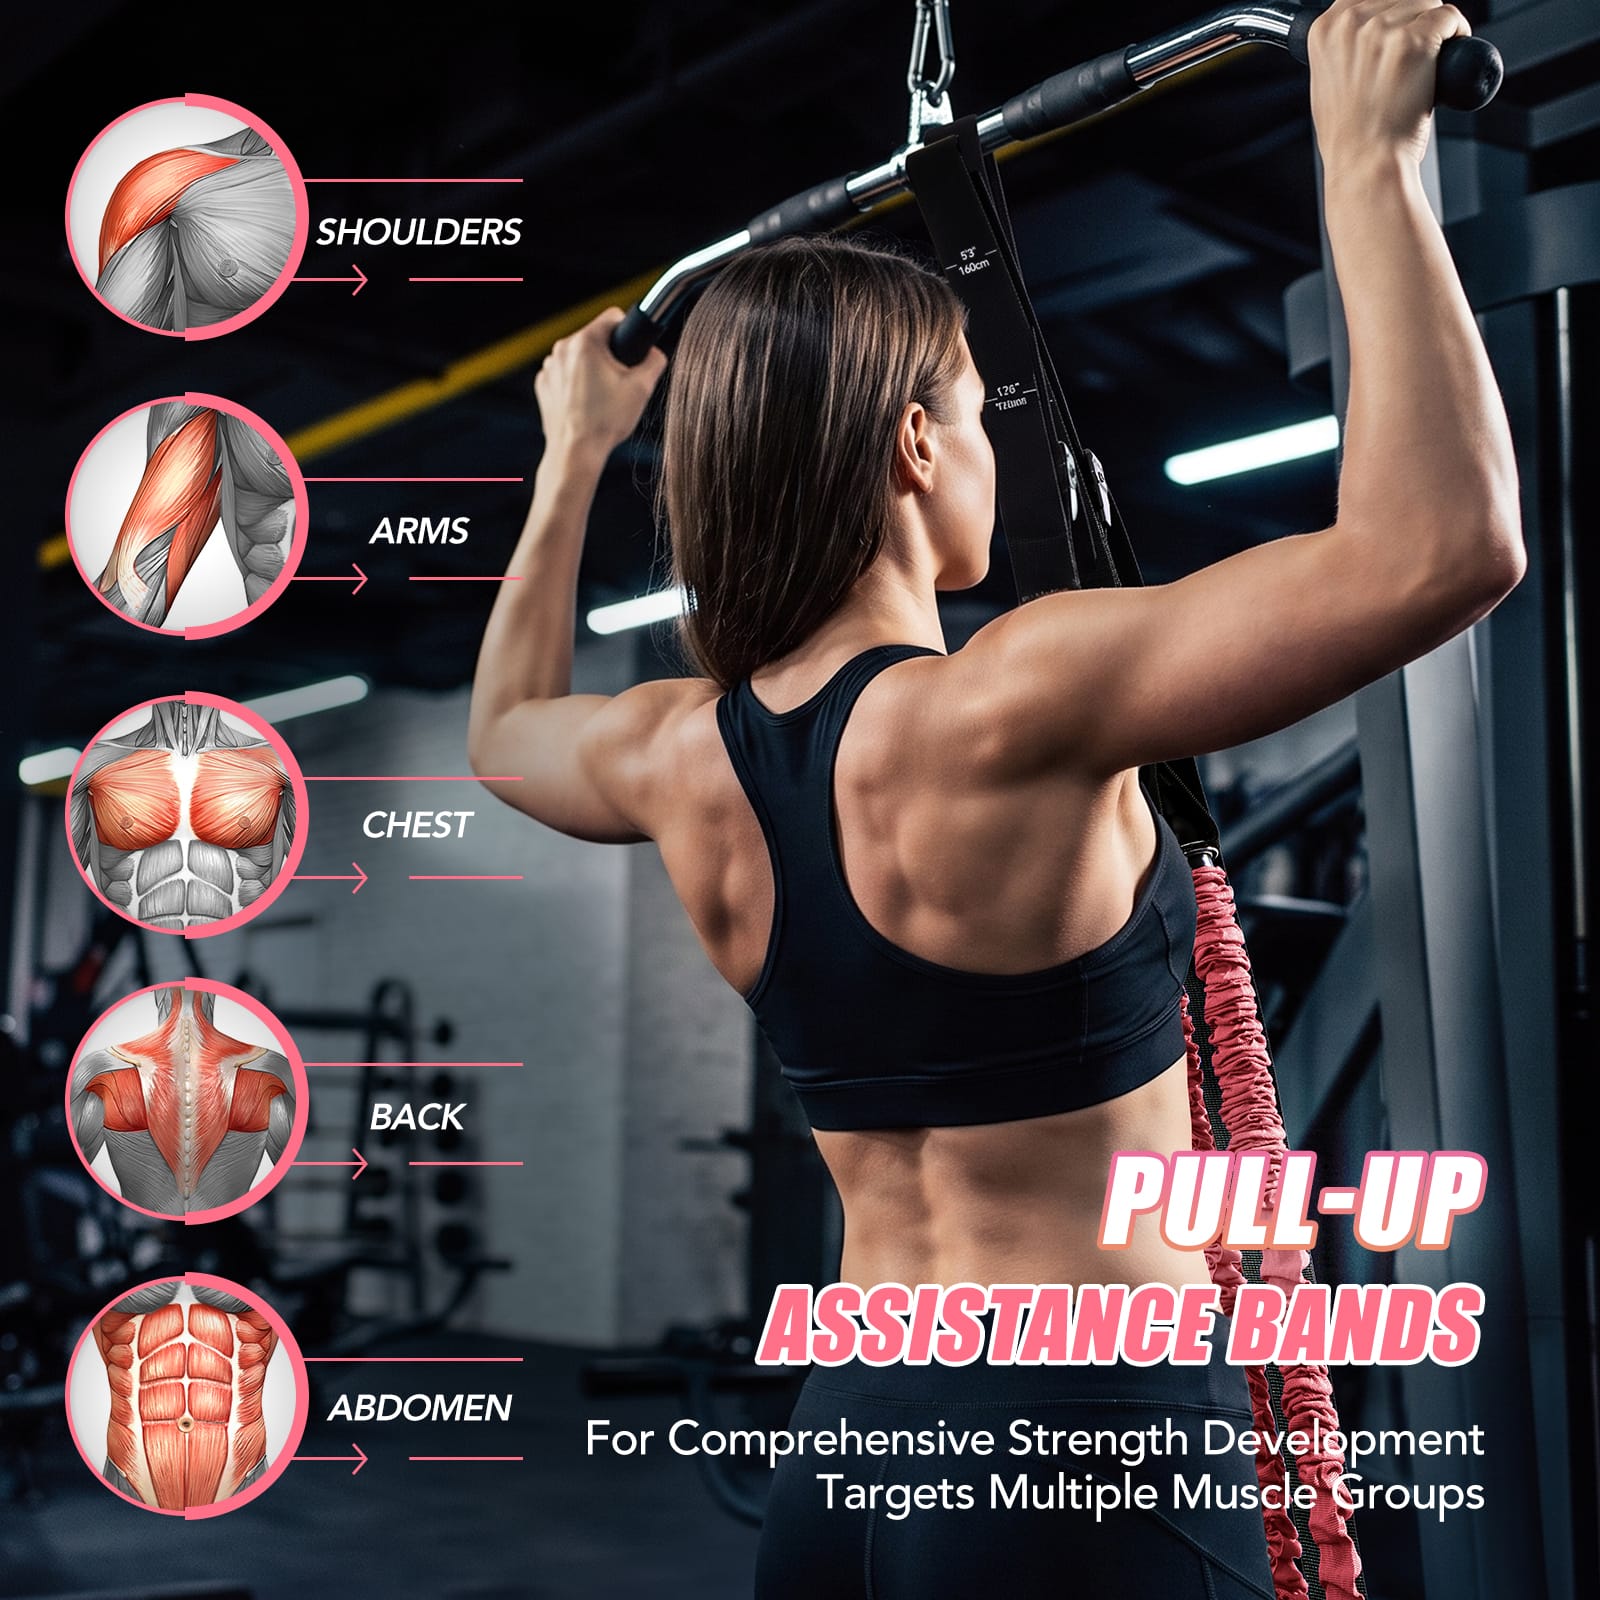 SHOULDERS
ARMS
CHEST
BACK
ABDOMEN
5'3"
160cm
PULL-UP
ASSISTANCE BANDS
For Comprehensive Strength Development
Targets Multiple Muscle Groups